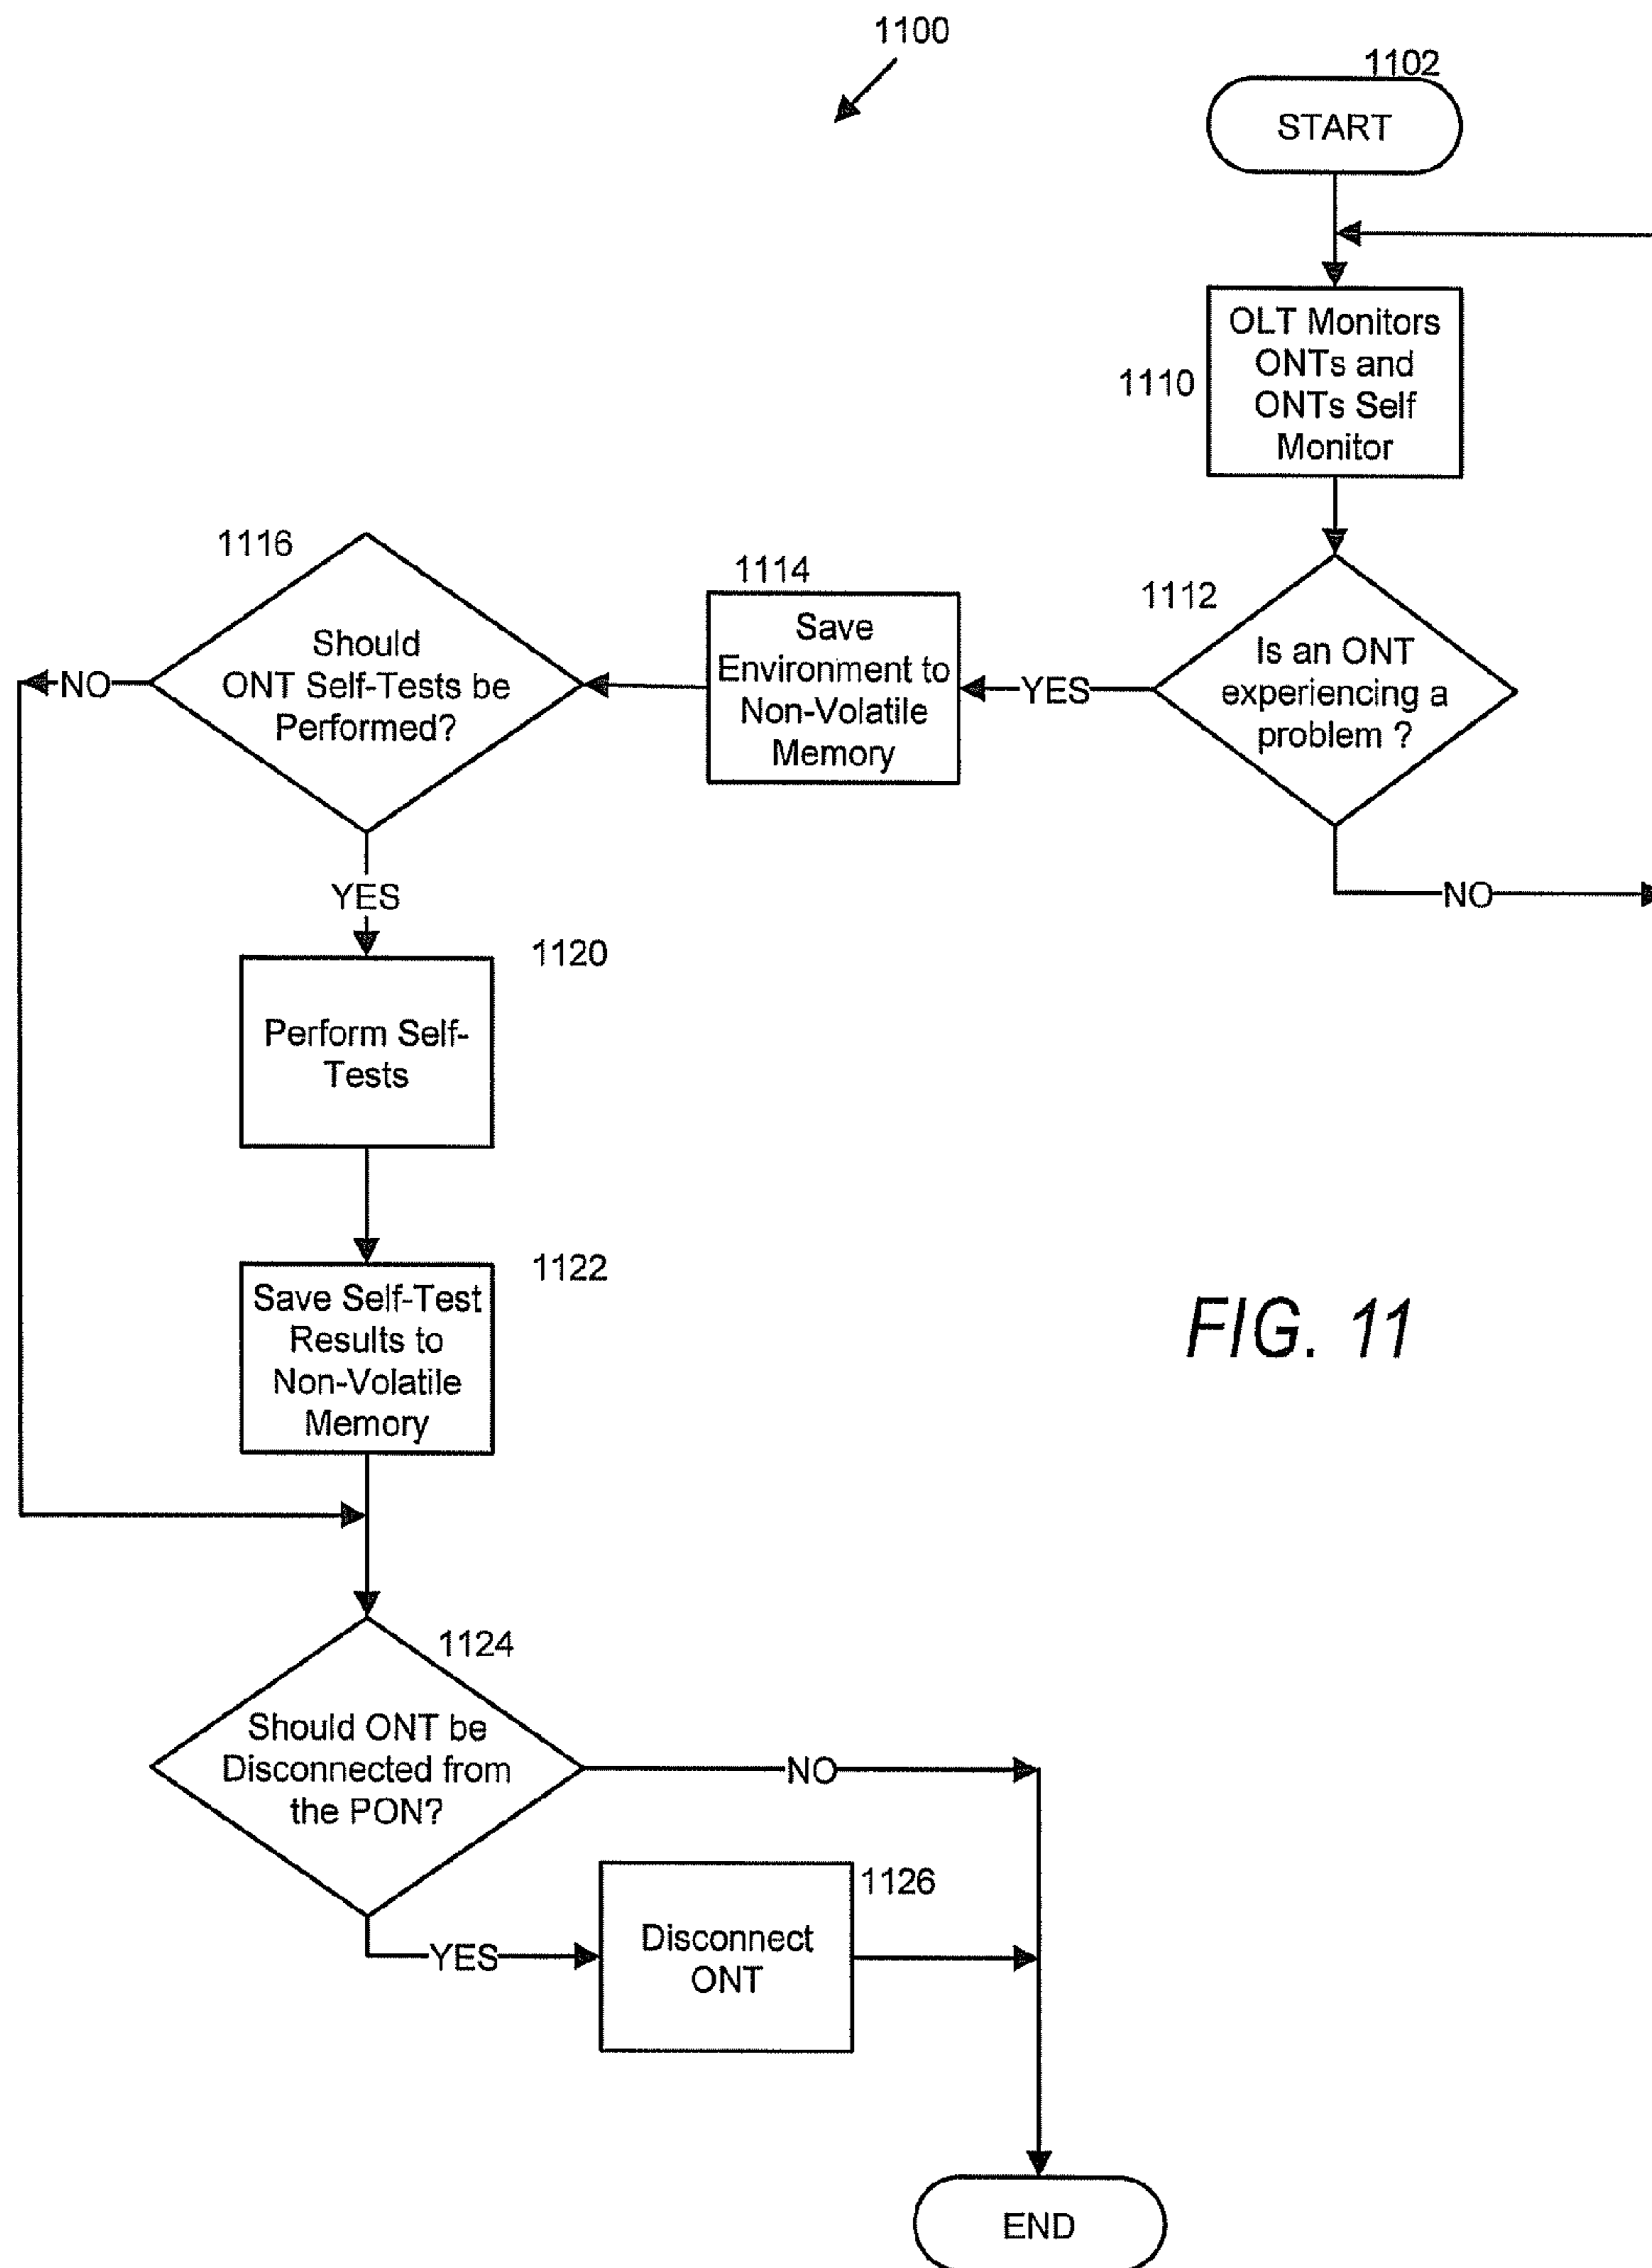 1100
1102
START
1110
OLT Monitors
ONTs and
ONTs Self
Monitor
1112
Is an ONT
experiencing a
problem ?
YES
NO
1114
Save
Environment to
Non-Volatile
Memory
1116
Should
ONT Self-Tests be
Performed?
NO
YES
1120
Perform Self-
Tests
1122
Save Self-Test
Results to
Non-Volatile
Memory
FIG. 11
1124
Should ONT be
Disconnected from
the PON?
NO
YES
1126
Disconnect
ONT
END